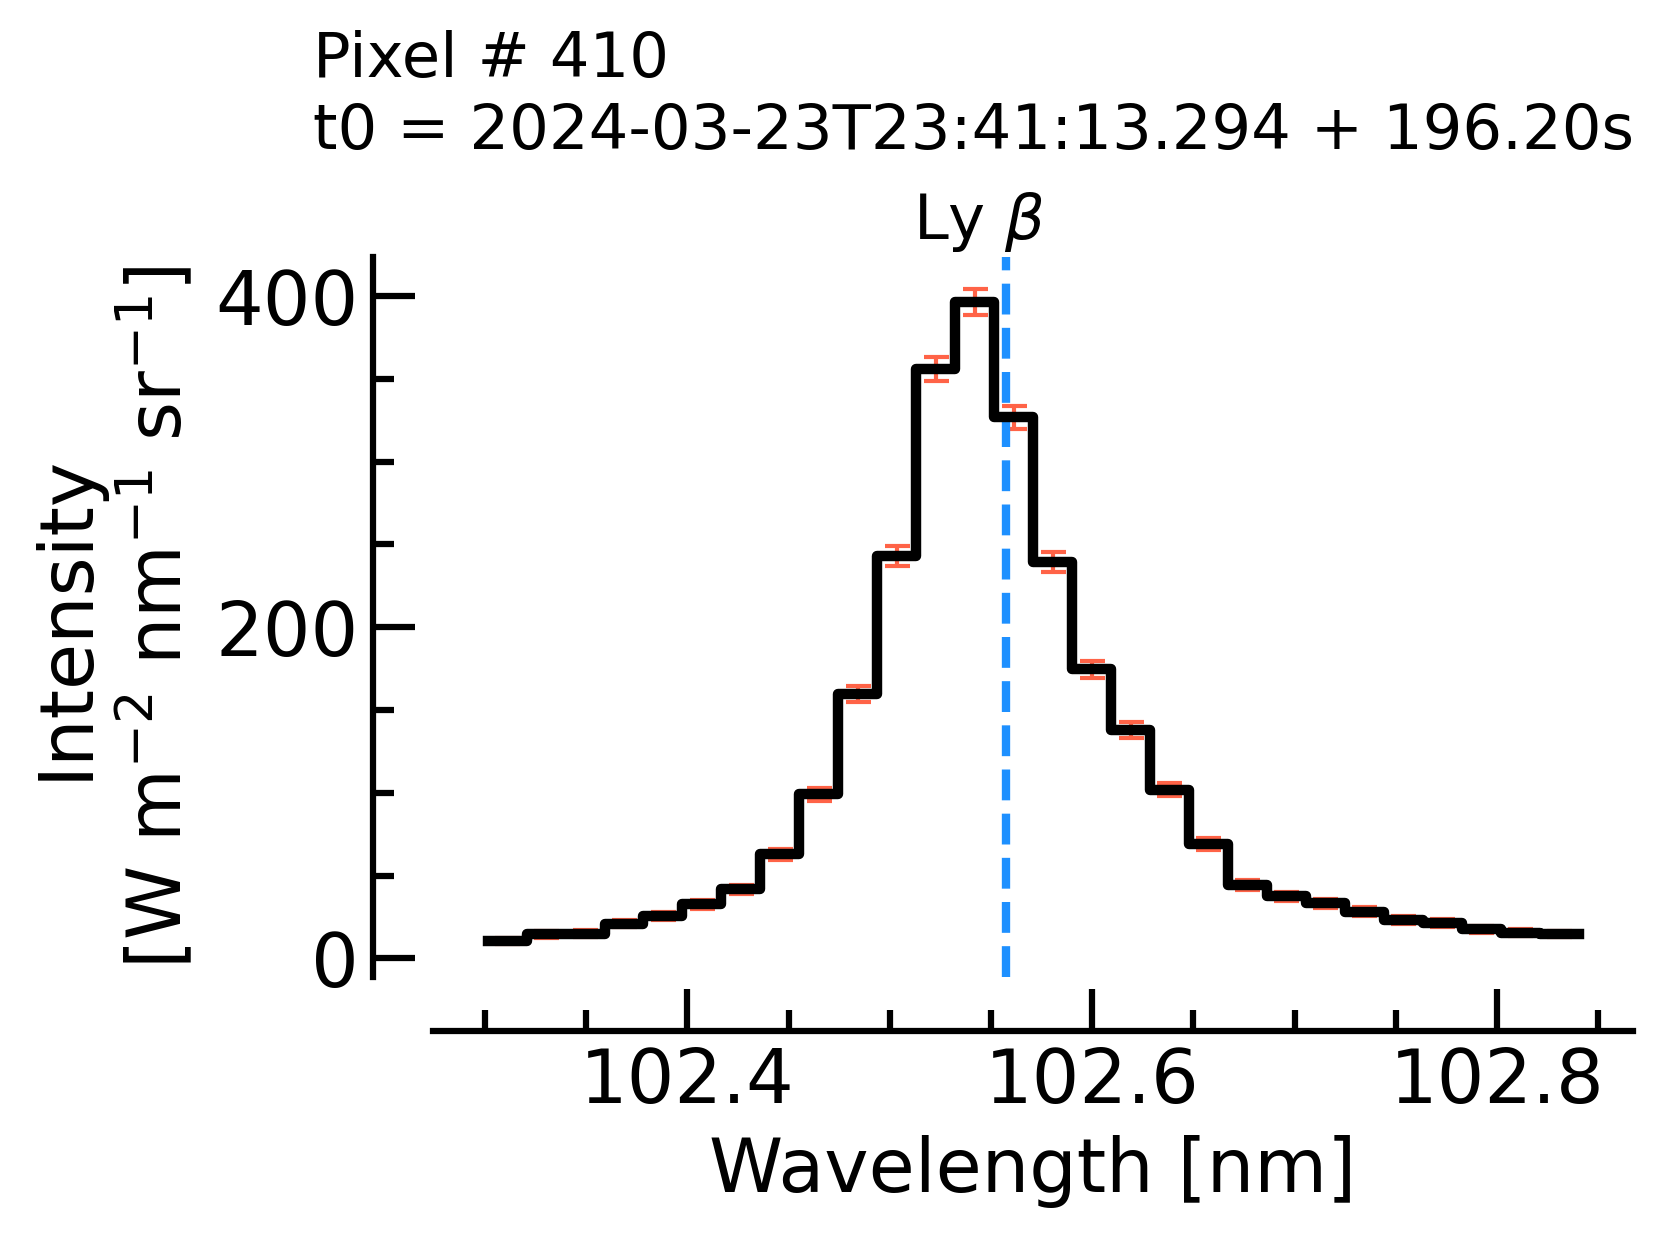 Pixel # 410
t0 = 2024-03-23T23:41:13.294 + 196.20s
Ly β
Intensity
[W m⁻² nm⁻¹ sr⁻¹]
400
200
0
102.4 102.6 102.8
Wavelength [nm]